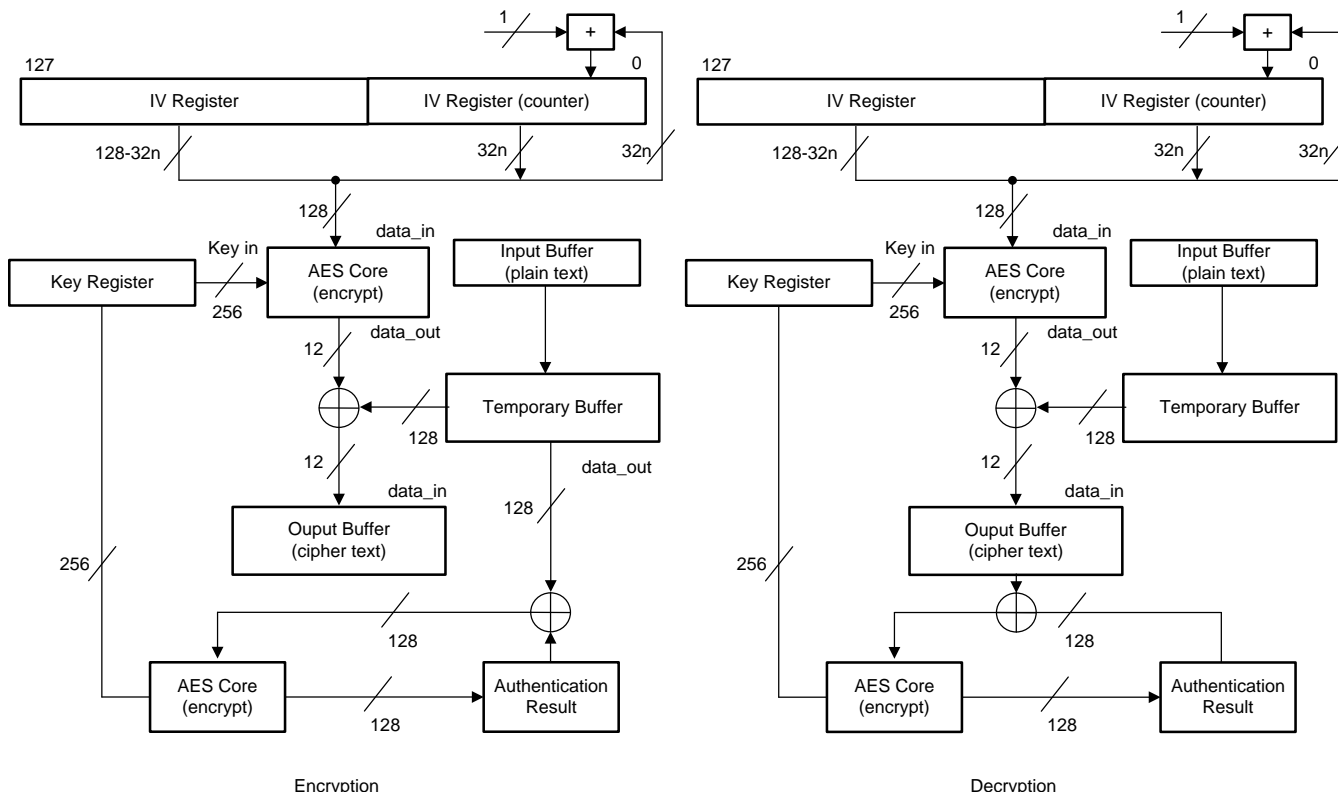 1
+
127
0
IV Register
IV Register (counter)
128-32n
32n
32n
128
data_in
Key in
Key Register
256
AES Core
(encrypt)
Input Buffer
(plain text)
data_out
12
Temporary Buffer
128
12
data_out
data_in
128
Ouput Buffer
(cipher text)
256
128
AES Core
(encrypt)
128
Authentication
Result
Encryption
1
+
127
0
IV Register
IV Register (counter)
128-32n
32n
32n
128
data_in
Key in
Key Register
256
AES Core
(encrypt)
Input Buffer
(plain text)
data_out
12
Temporary Buffer
128
12
data_in
Ouput Buffer
(cipher text)
256
128
AES Core
(encrypt)
128
Authentication
Result
Decryption